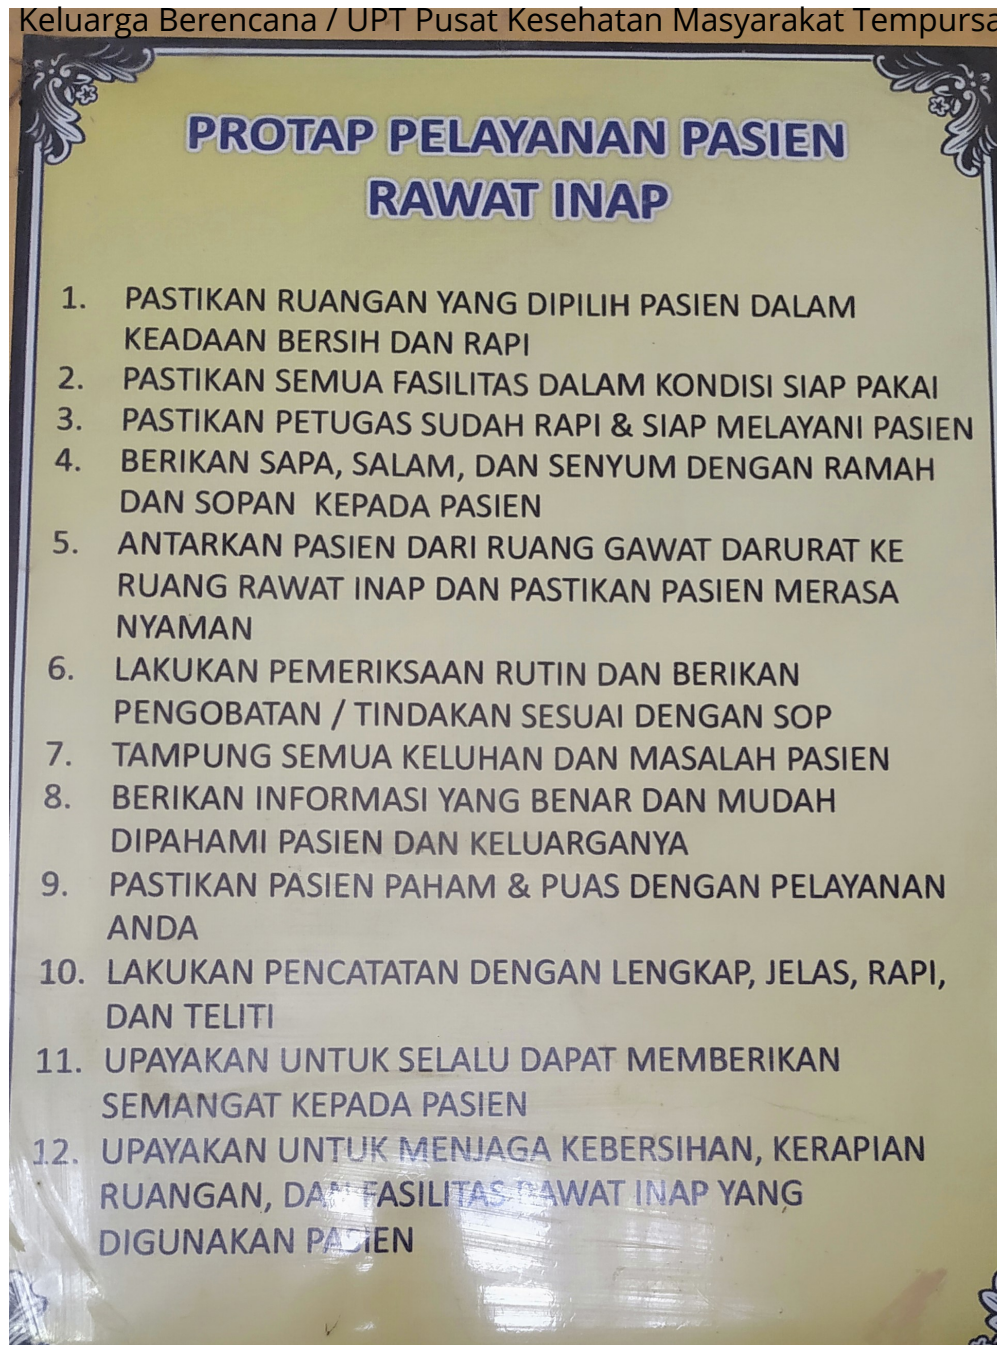 Keluarga Berencana / UPT Pusat Kesehatan Masyarakat Tempursa
PROTAP PELAYANAN PASIEN
RAWAT INAP
1. PASTIKAN RUANGAN YANG DIPILIH PASIEN DALAM
KEADAAN BERSIH DAN RAPI
2. PASTIKAN SEMUA FASILITAS DALAM KONDISI SIAP PAKAI
3. PASTIKAN PETUGAS SUDAH RAPI & SIAP MELAYANI PASIEN
4. BERIKAN SAPA, SALAM, DAN SENYUM DENGAN RAMAH
DAN SOPAN KEPADA PASIEN
5. ANTARKAN PASIEN DARI RUANG GAWAT DARURAT KE
RUANG RAWAT INAP DAN PASTIKAN PASIEN MERASA
NYAMAN
6. LAKUKAN PEMERIKSAAN RUTIN DAN BERIKAN
PENGOBATAN / TINDAKAN SESUAI DENGAN SOP
7. TAMPUNG SEMUA KELUHAN DAN MASALAH PASIEN
8. BERIKAN INFORMASI YANG BENAR DAN MUDAH
DIPAHAMI PASIEN DAN KELUARGANYA
9. PASTIKAN PASIEN PAHAM & PUAS DENGAN PELAYANAN
ANDA
10. LAKUKAN PENCATATAN DENGAN LENGKAP, JELAS, RAPI,
DAN TELITI
11. UPAYAKAN UNTUK SELALU DAPAT MEMBERIKAN
SEMANGAT KEPADA PASIEN
12. UPAYAKAN UNTUK MENJAGA KEBERSIHAN, KERAPIAN
RUANGAN, DAN FASILITAS RAWAT INAP YANG
DIGUNAKAN PASIEN